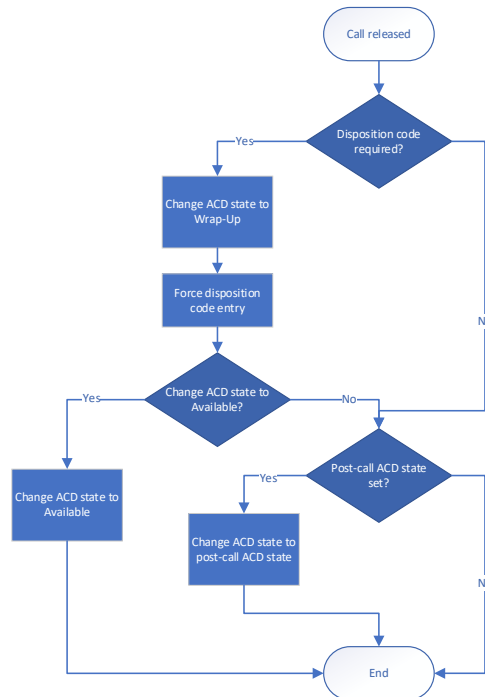 Call released
Disposition code
required?
Yes
Change ACD state to
Wrap-Up
Force disposition
code entry
N
Change ACD state to
Available?
Yes
No
Post-call ACD state
set?
Yes
Change ACD state to
Available
Change ACD state to
post-call ACD state
N
End